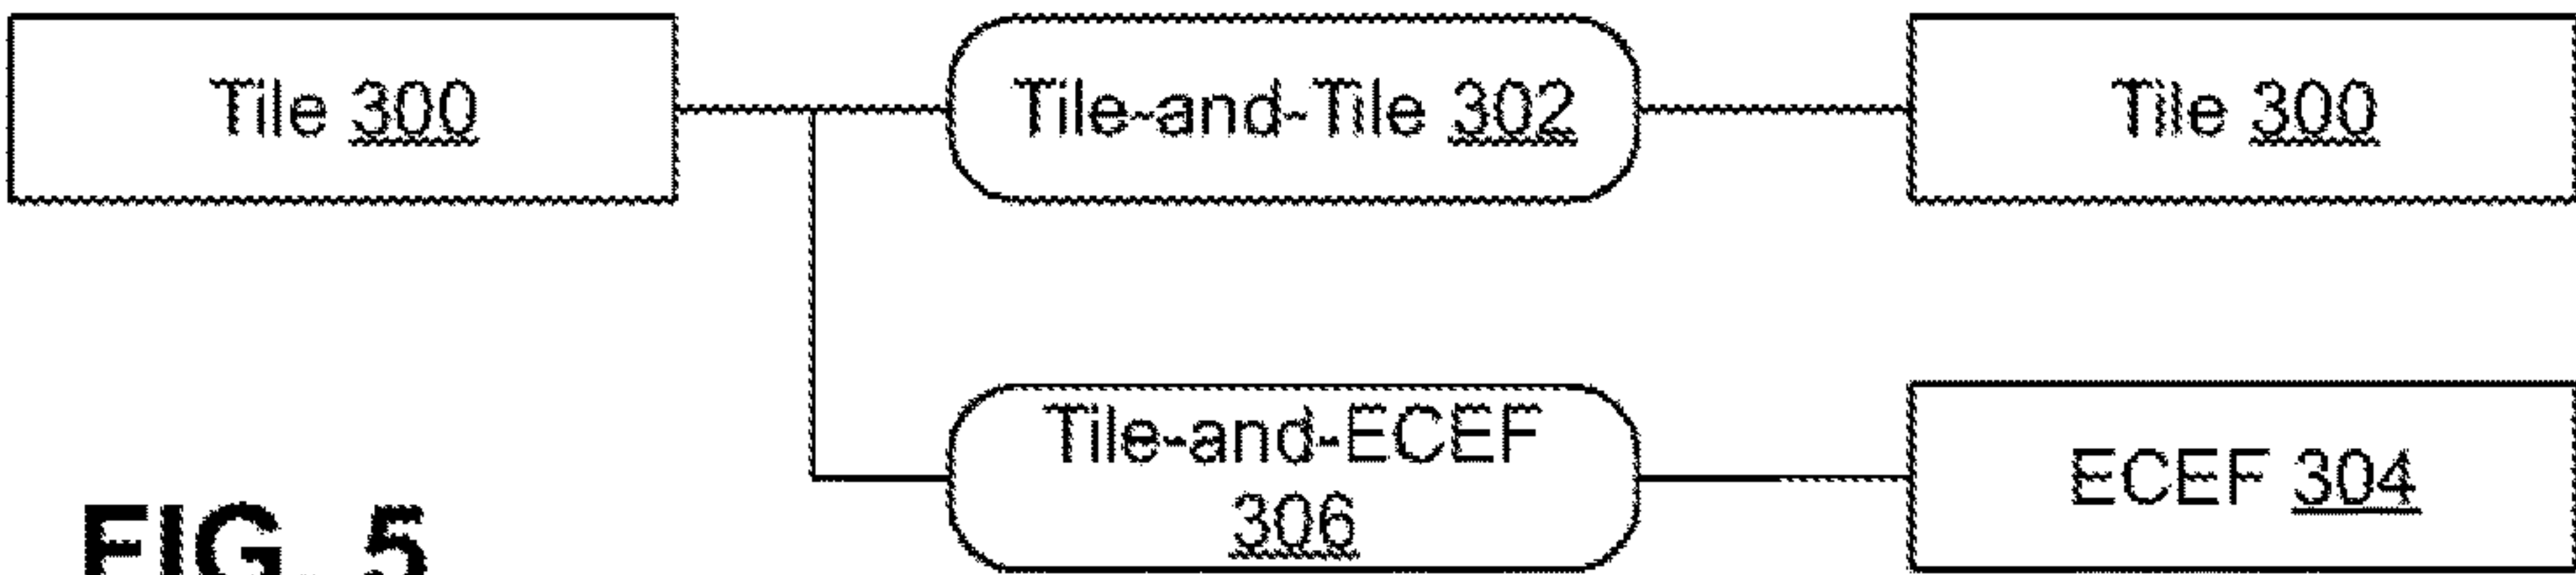 Tile 300
Tile-and-Tile 302
Tile 300
Tile-and-ECEF
306
ECEF 304
FIG. 5